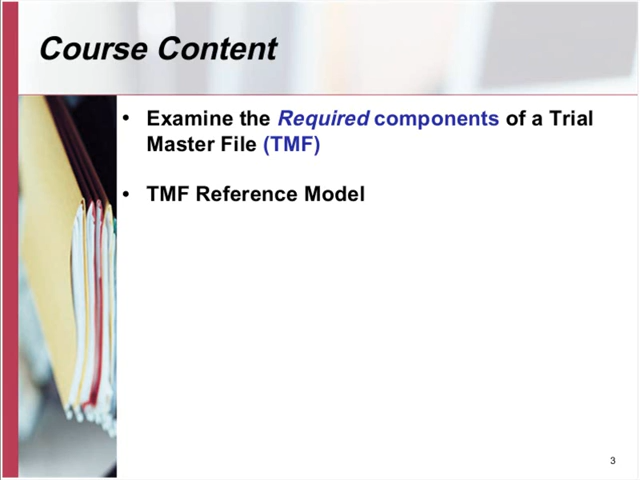 Course Content
• Examine the Required components of a Trial
Master File (TMF)
• TMF Reference Model
3